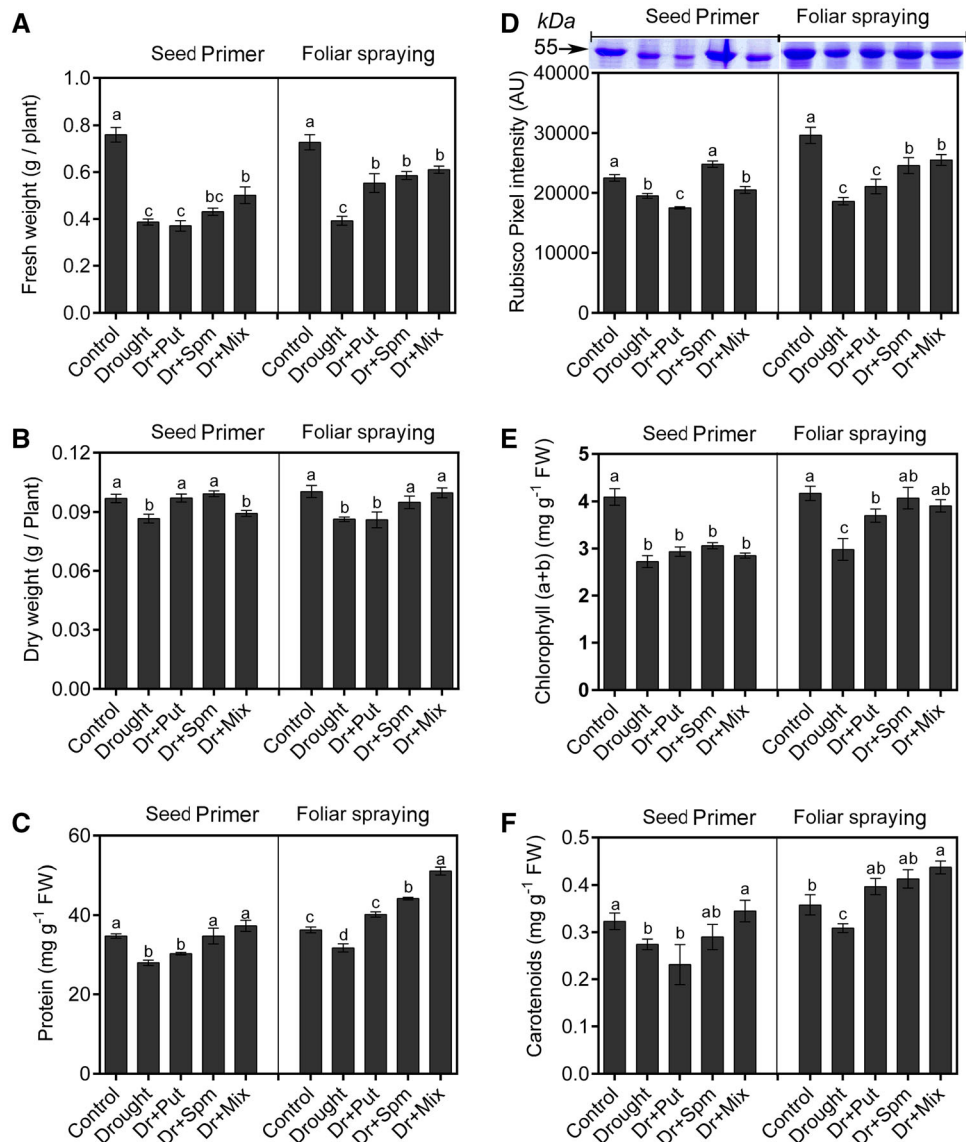 A
Seed Primer Foliar spraying
Fresh weight (g / plant)
1.0
0.8
0.6
0.4
0.2
0.0
a c c bc b a c b b b
Control Drought Dr+Put Dr+Spm Dr+Mix Control Drought Dr+Put Dr+Spm Dr+Mix
B
Seed Primer Foliar spraying
Dry weight (g / Plant)
0.12
0.09
0.06
0.03
0.00
a b a a b a b b a a
Control Drought Dr+Put Dr+Spm Dr+Mix Control Drought Dr+Put Dr+Spm Dr+Mix
C
Seed Primer Foliar spraying
Protein (mg g⁻¹ FW)
60
40
20
0
a b b a a c d c b a
Control Drought Dr+Put Dr+Spm Dr+Mix Control Drought Dr+Put Dr+Spm Dr+Mix
D
kDa
Seed Primer Foliar spraying
55
Rubisco Pixel intensity (AU)
40000
30000
20000
10000
0
a b c a b a c c b b
Control Drought Dr+Put Dr+Spm Dr+Mix Control Drought Dr+Put Dr+Spm Dr+Mix
E
Seed Primer Foliar spraying
Chlorophyll (a+b) (mg g⁻¹ FW)
5
4
3
2
1
0
a b b b b a c b ab ab
Control Drought Dr+Put Dr+Spm Dr+Mix Control Drought Dr+Put Dr+Spm Dr+Mix
F
Seed Primer Foliar spraying
Carotenoids (mg g⁻¹ FW)
0.5
0.4
0.3
0.2
0.1
0.0
a b b ab a b c ab ab a
Control Drought Dr+Put Dr+Spm Dr+Mix Control Drought Dr+Put Dr+Spm Dr+Mix